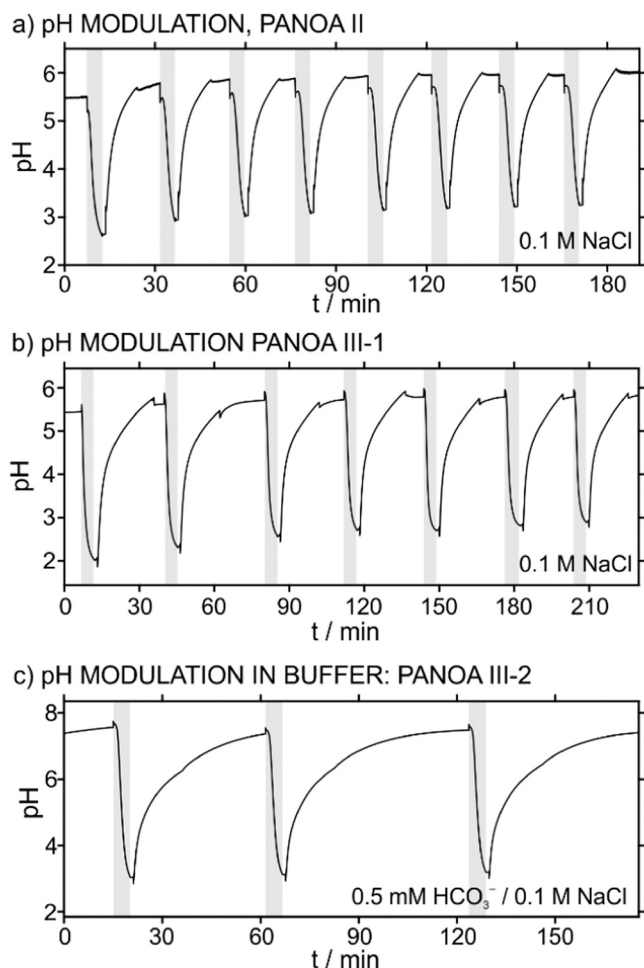 a) pH MODULATION, PANOA II
6
5
4
3
2
pH
0.1 M NaCl
0 30 60 90 120 150 180
t / min
b) pH MODULATION PANOA III-1
6
5
4
3
2
pH
0.1 M NaCl
0 30 60 90 120 150 180 210
t / min
c) pH MODULATION IN BUFFER: PANOA III-2
8
6
4
2
pH
0.5 mM HCO₃⁻ / 0.1 M NaCl
0 30 60 90 120 150
t / min